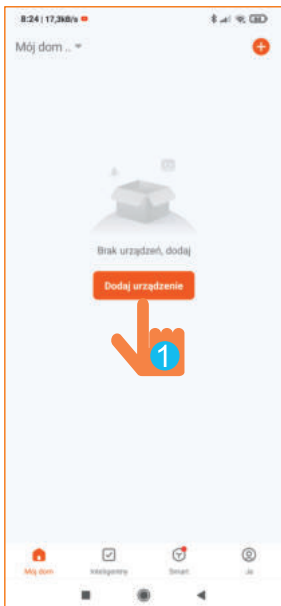 8:24 | 17,3kB/s
Mój dom ..
Brak urządzeń, dodaj
Dodaj urządzenie
1
Mój dom
Inteligentny
Smart
Ja